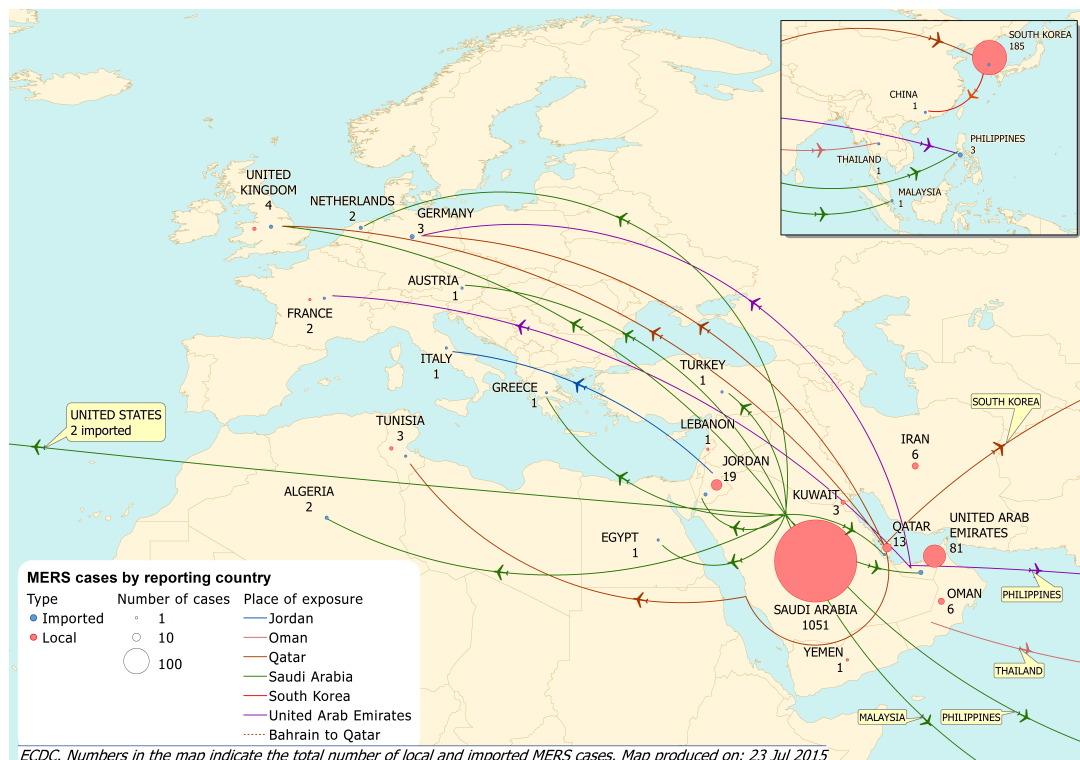 SOUTH KOREA
185
CHINA
1
PHILIPPINES
3
THAILAND
1
MALAYSIA
1
UNITED
KINGDOM
4
NETHERLANDS
2
GERMANY
3
AUSTRIA
1
FRANCE
2
ITALY
1
GREECE
1
TURKEY
1
UNITED STATES
2 imported
TUNISIA
3
LEBANON
1
SOUTH KOREA
IRAN
6
JORDAN
19
ALGERIA
2
KUWAIT
3
QATAR
13
UNITED ARAB
EMIRATES
81
EGYPT
1
PHILIPPINES
OMAN
6
SAUDI ARABIA
1051
YEMEN
1
THAILAND
MALAYSIA
PHILIPPINES
MERS cases by reporting country
Type
Imported
Local
Number of cases
1
10
100
Place of exposure
Jordan
Oman
Qatar
Saudi Arabia
South Korea
United Arab Emirates
Bahrain to Qatar
ECDC. Numbers in the map indicate the total number of local and imported MERS cases. Map produced on: 23 Jul 2015